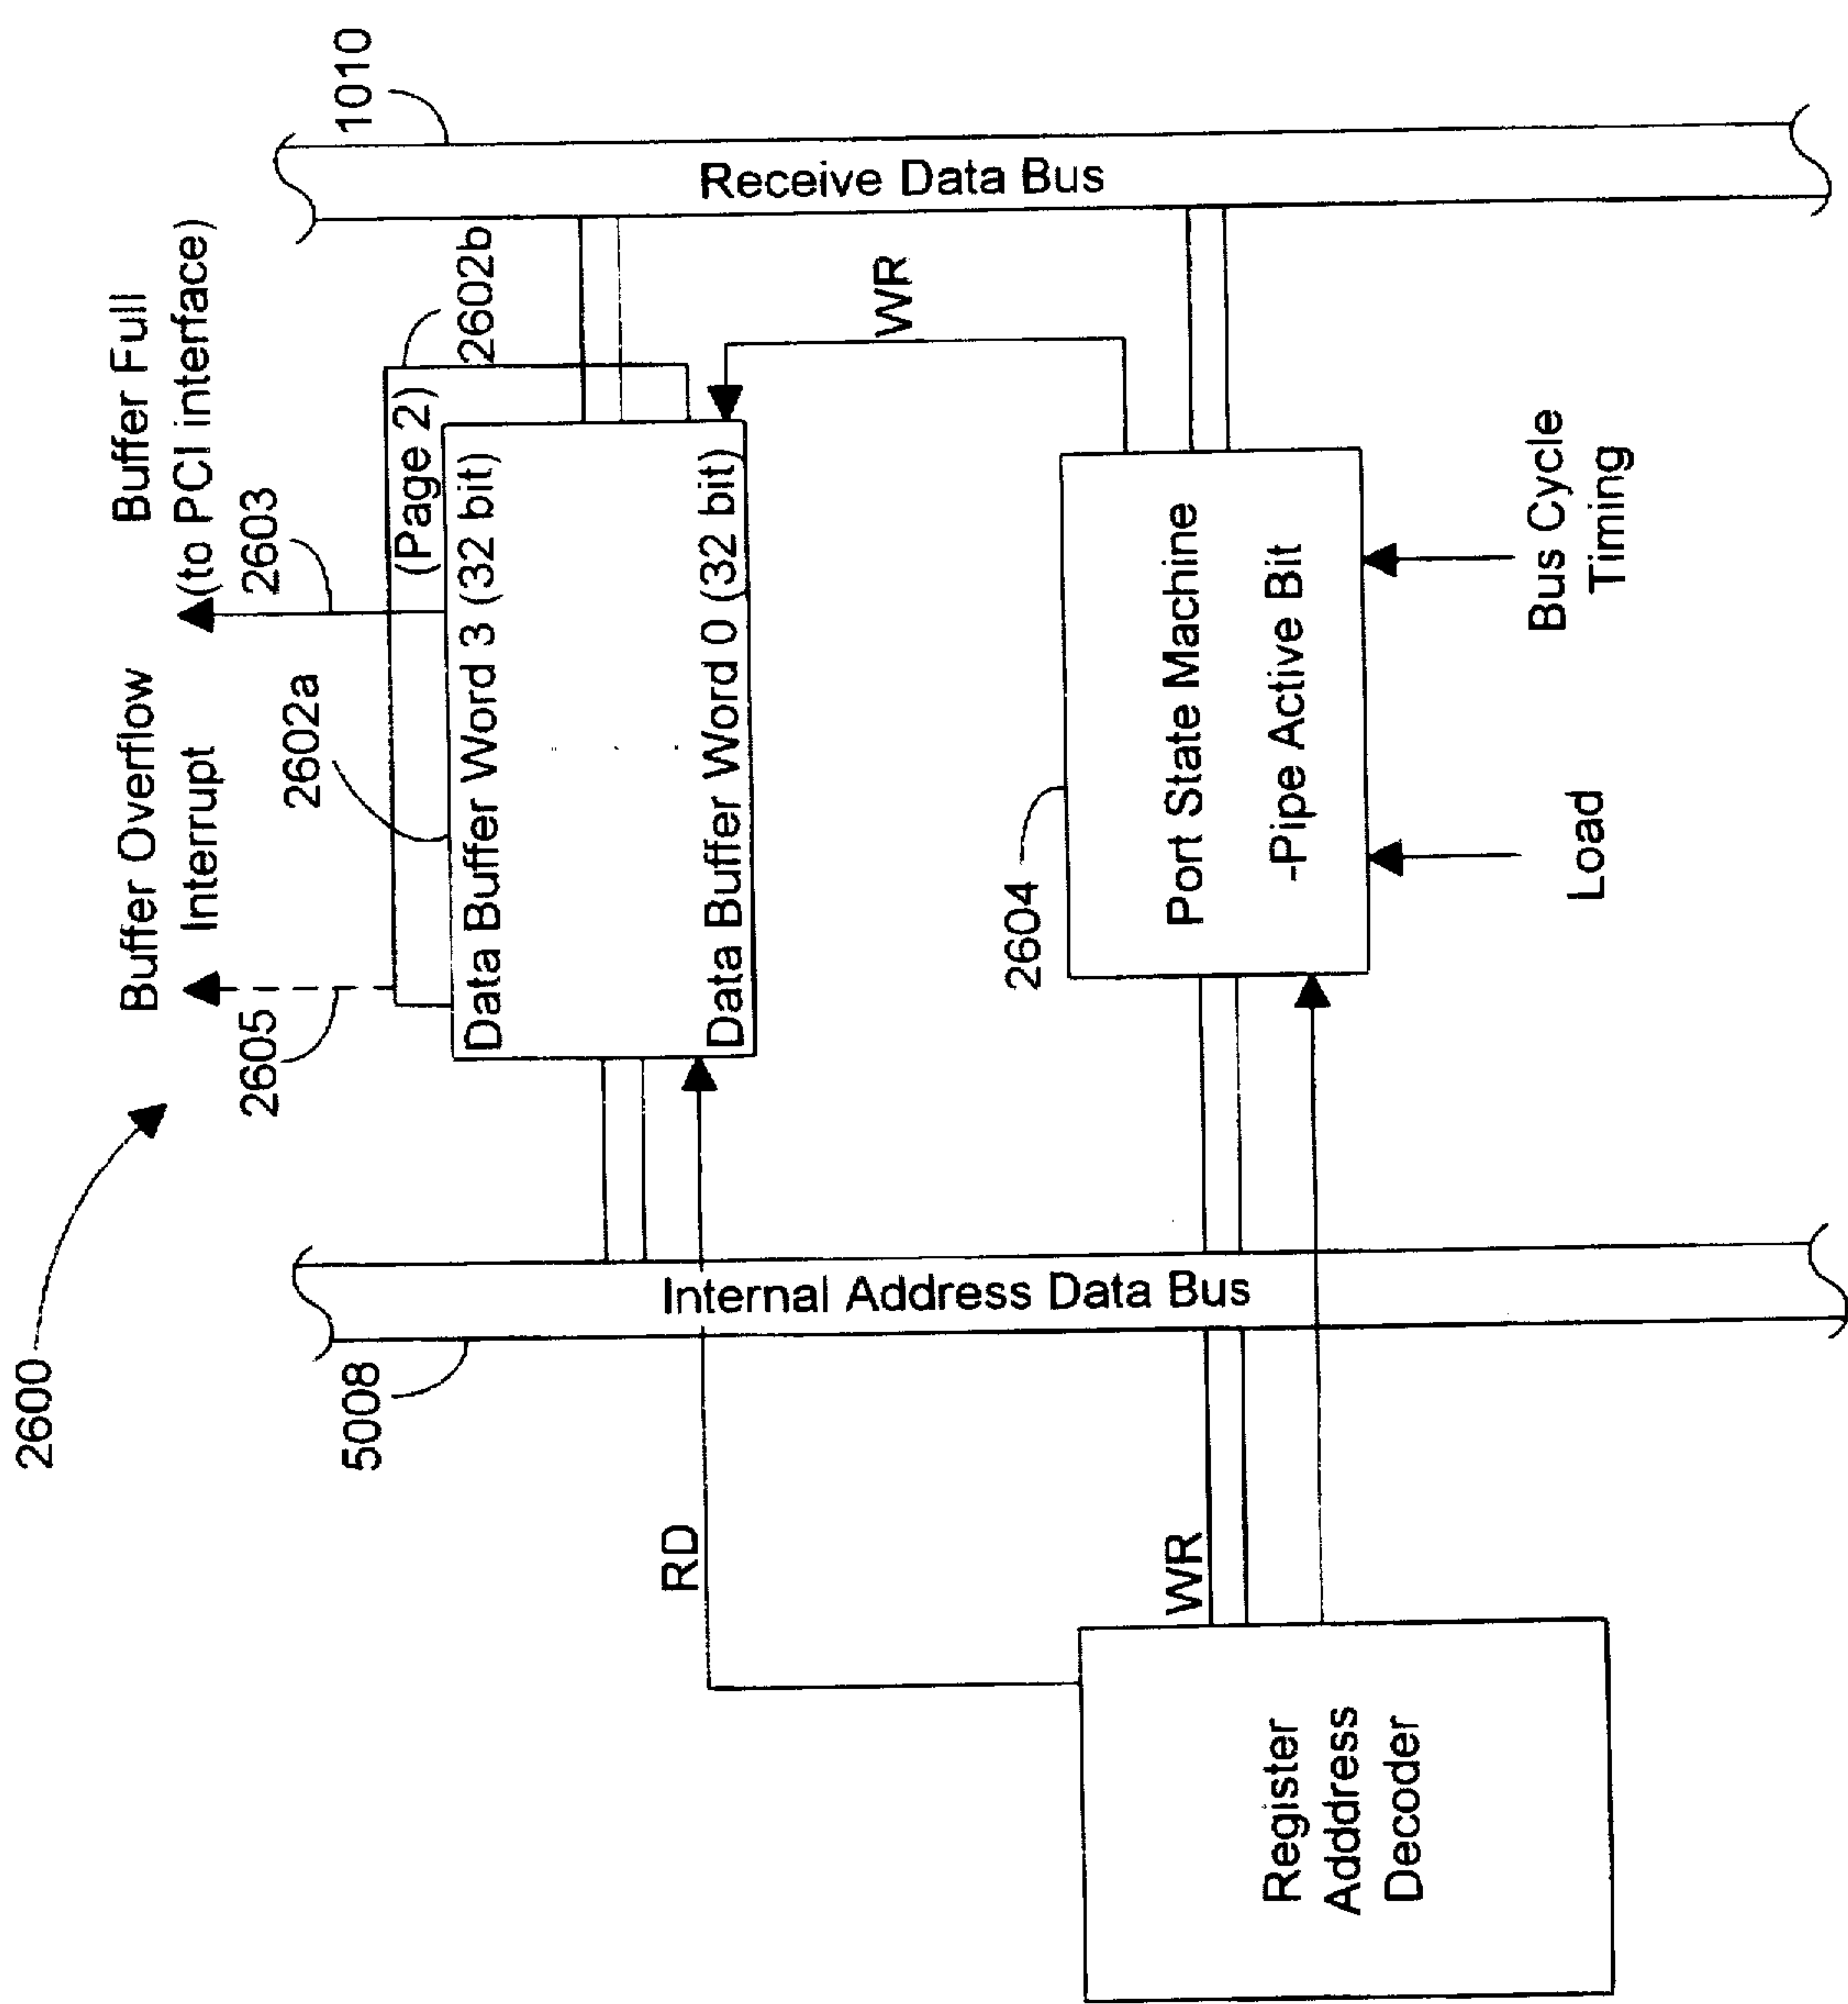 2600
Buffer Overflow
Interrupt
Buffer Full
(to PCI interface)
2605
2603
2602a
2602b
5008
1010
(Page 2)
Data Buffer Word 3 (32 bit)
Data Buffer Word 0 (32 bit)
RD
WR
Internal Address Data Bus
Receive Data Bus
2604
WR
Port State Machine
-Pipe Active Bit
Register
Adddress
Decoder
Load
Bus Cycle
Timing